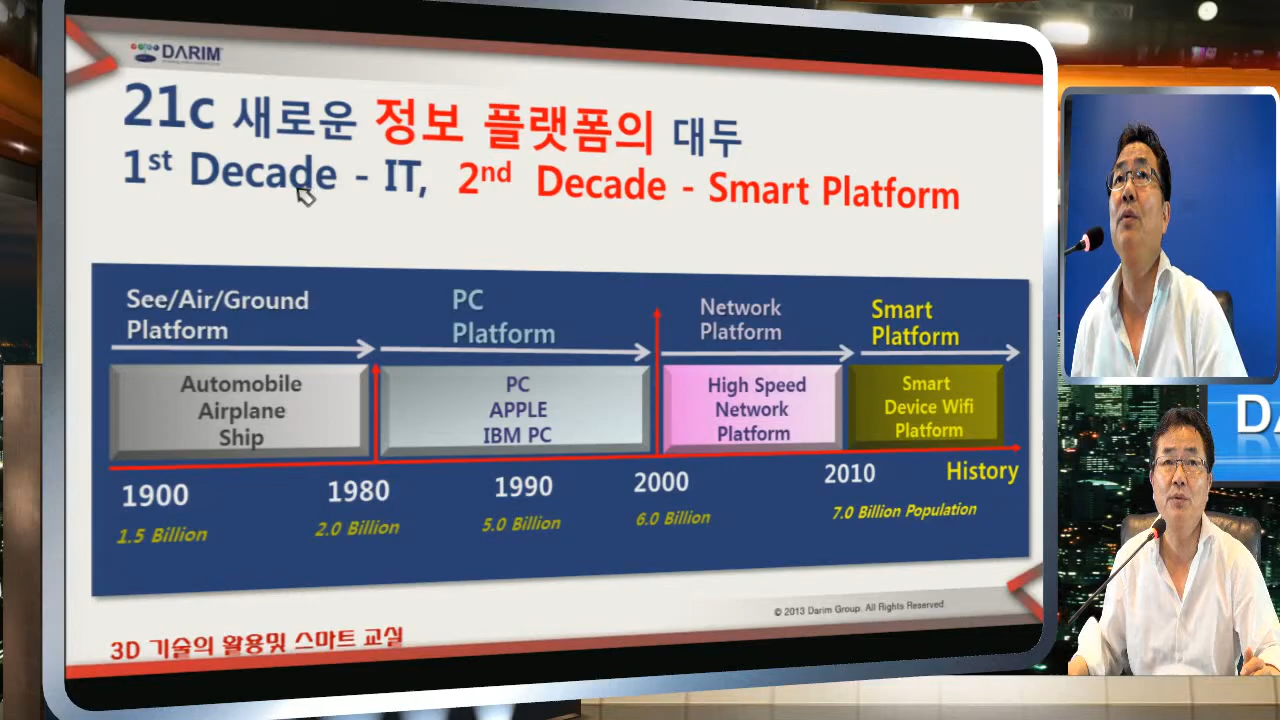 DARIM
21c 새로운 정보 플랫폼의 대두
1st Decade - IT, 2nd Decade - Smart Platform
See/Air/Ground
Platform
PC
Platform
Network
Platform
Smart
Platform
Automobile
Airplane
Ship
PC
APPLE
IBM PC
High Speed
Network
Platform
Smart
Device Wifi
Platform
1900
1980
1990
2000
2010
History
1.5 Billion
2.0 Billion
5.0 Billion
6.0 Billion
7.0 Billion Population
© 2013 Darim Group. All Rights Reserved
3D 기술의 활용및 스마트 교실
DA